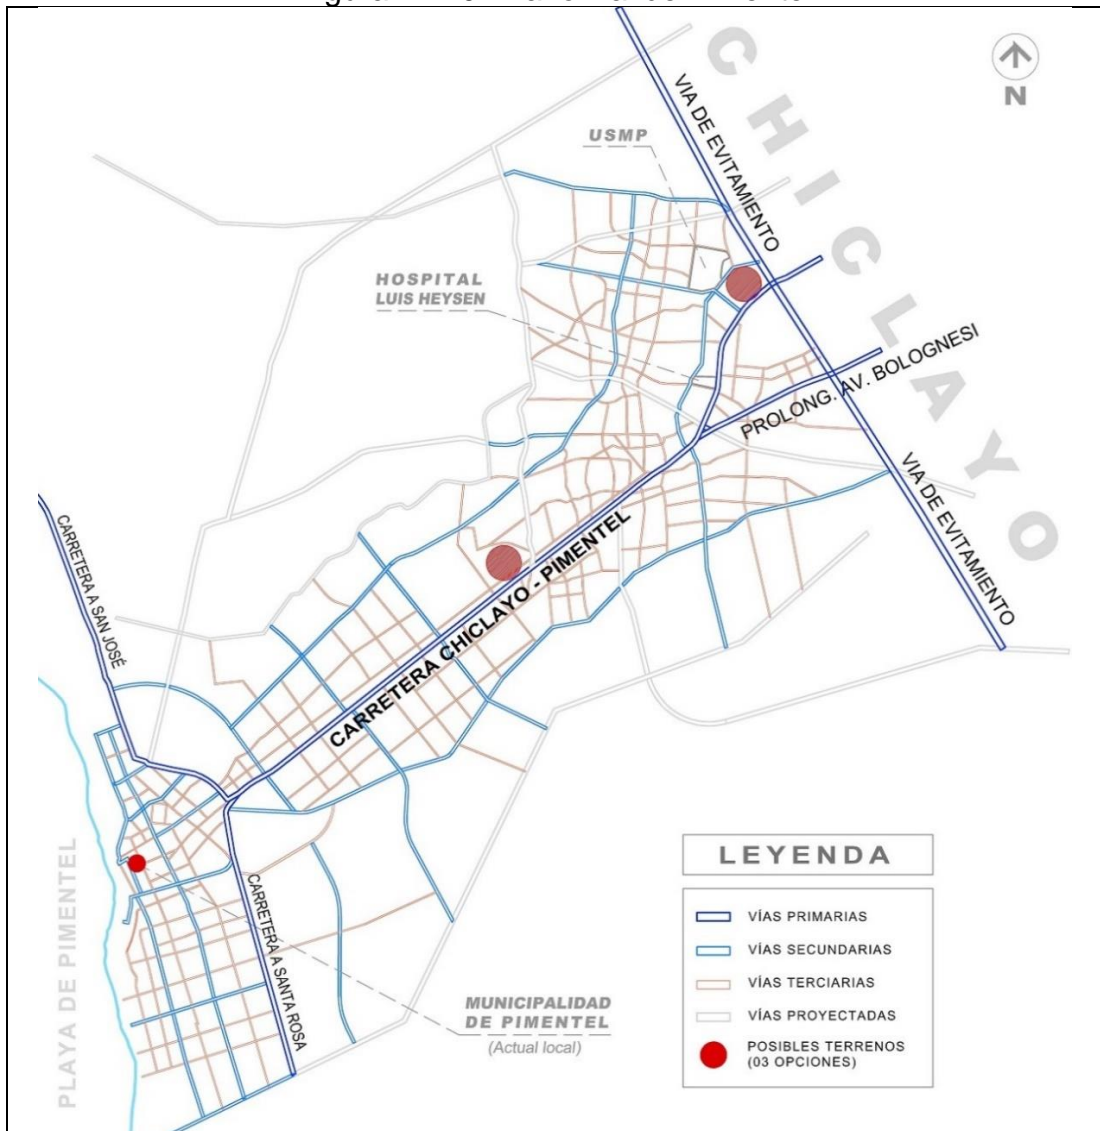 CHICLAYO
N
VIA DE EVITAMIENTO
USMP
HOSPITAL
LUIS HEYSEN
PROLONG. AV. BOLOGNESI
VIA DE EVITAMIENTO
CARRETERA CHICLAYO - PIMENTEL
CARRETERA A SAN JOSÉ
CARRETERA A SANTA ROSA
PLAYA DE PIMENTEL
MUNICIPALIDAD
DE PIMENTEL
(Actual local)
LEYENDA
VÍAS PRIMARIAS
VÍAS SECUNDARIAS
VÍAS TERCIARIAS
VÍAS PROYECTADAS
POSIBLES TERRENOS
(03 OPCIONES)